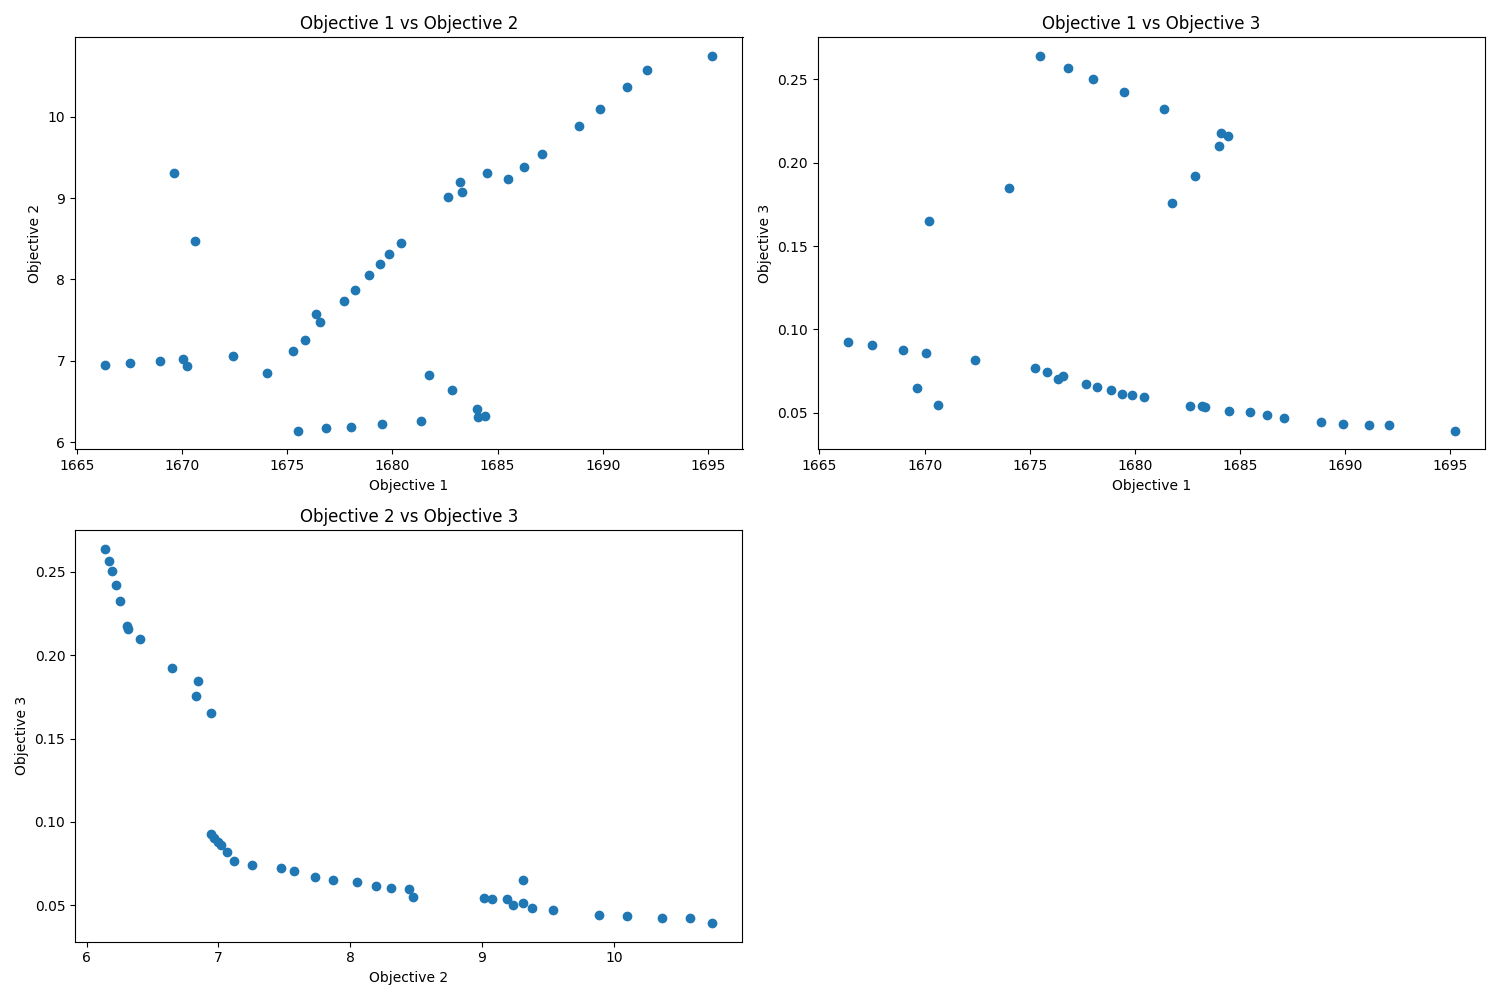 Objective 1 vs Objective 2
Objective 2
10
9
8
7
6
1665 1670 1675 1680 1685 1690 1695
Objective 1
Objective 1 vs Objective 3
Objective 3
0.25
0.20
0.15
0.10
0.05
1665 1670 1675 1680 1685 1690 1695
Objective 1
Objective 2 vs Objective 3
Objective 3
0.25
0.20
0.15
0.10
0.05
6 7 8 9 10
Objective 2